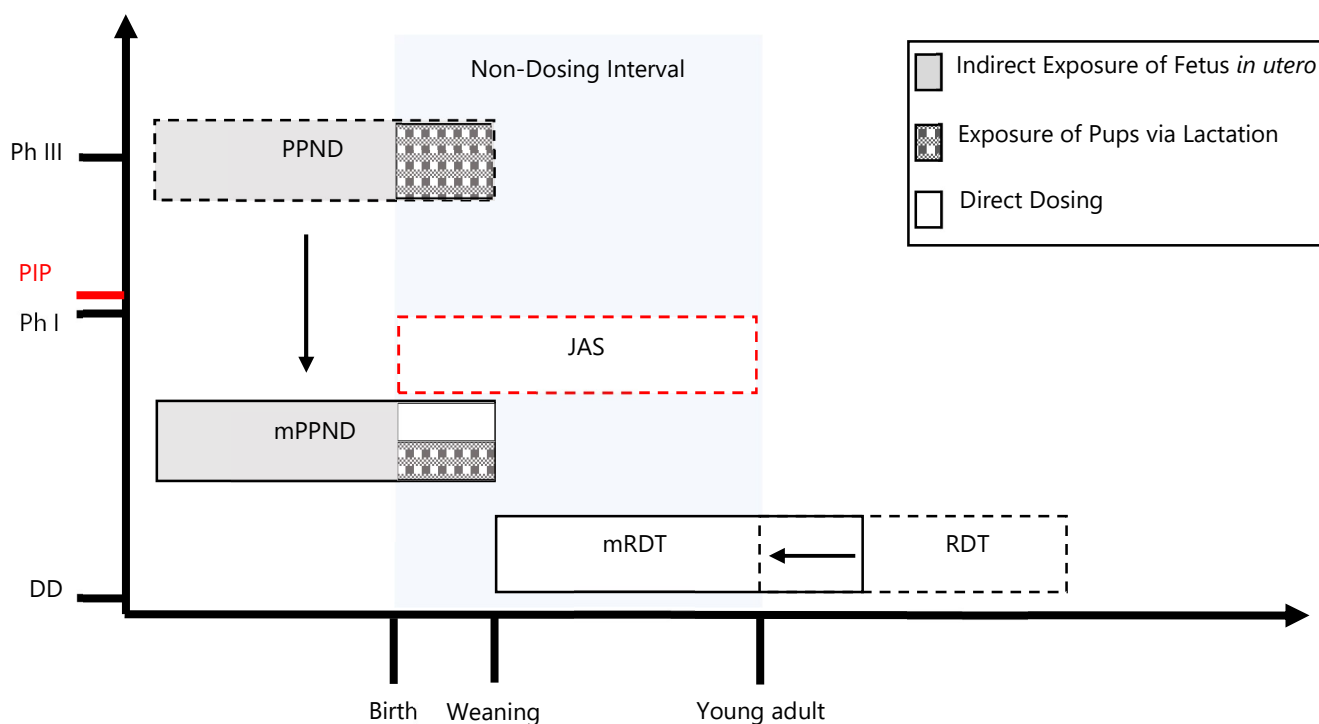 Non-Dosing Interval
Indirect Exposure of Fetus in utero
Exposure of Pups via Lactation
Direct Dosing
Ph III
PPND
PIP
Ph I
JAS
mPPND
mRDT
RDT
DD
Birth
Weaning
Young adult